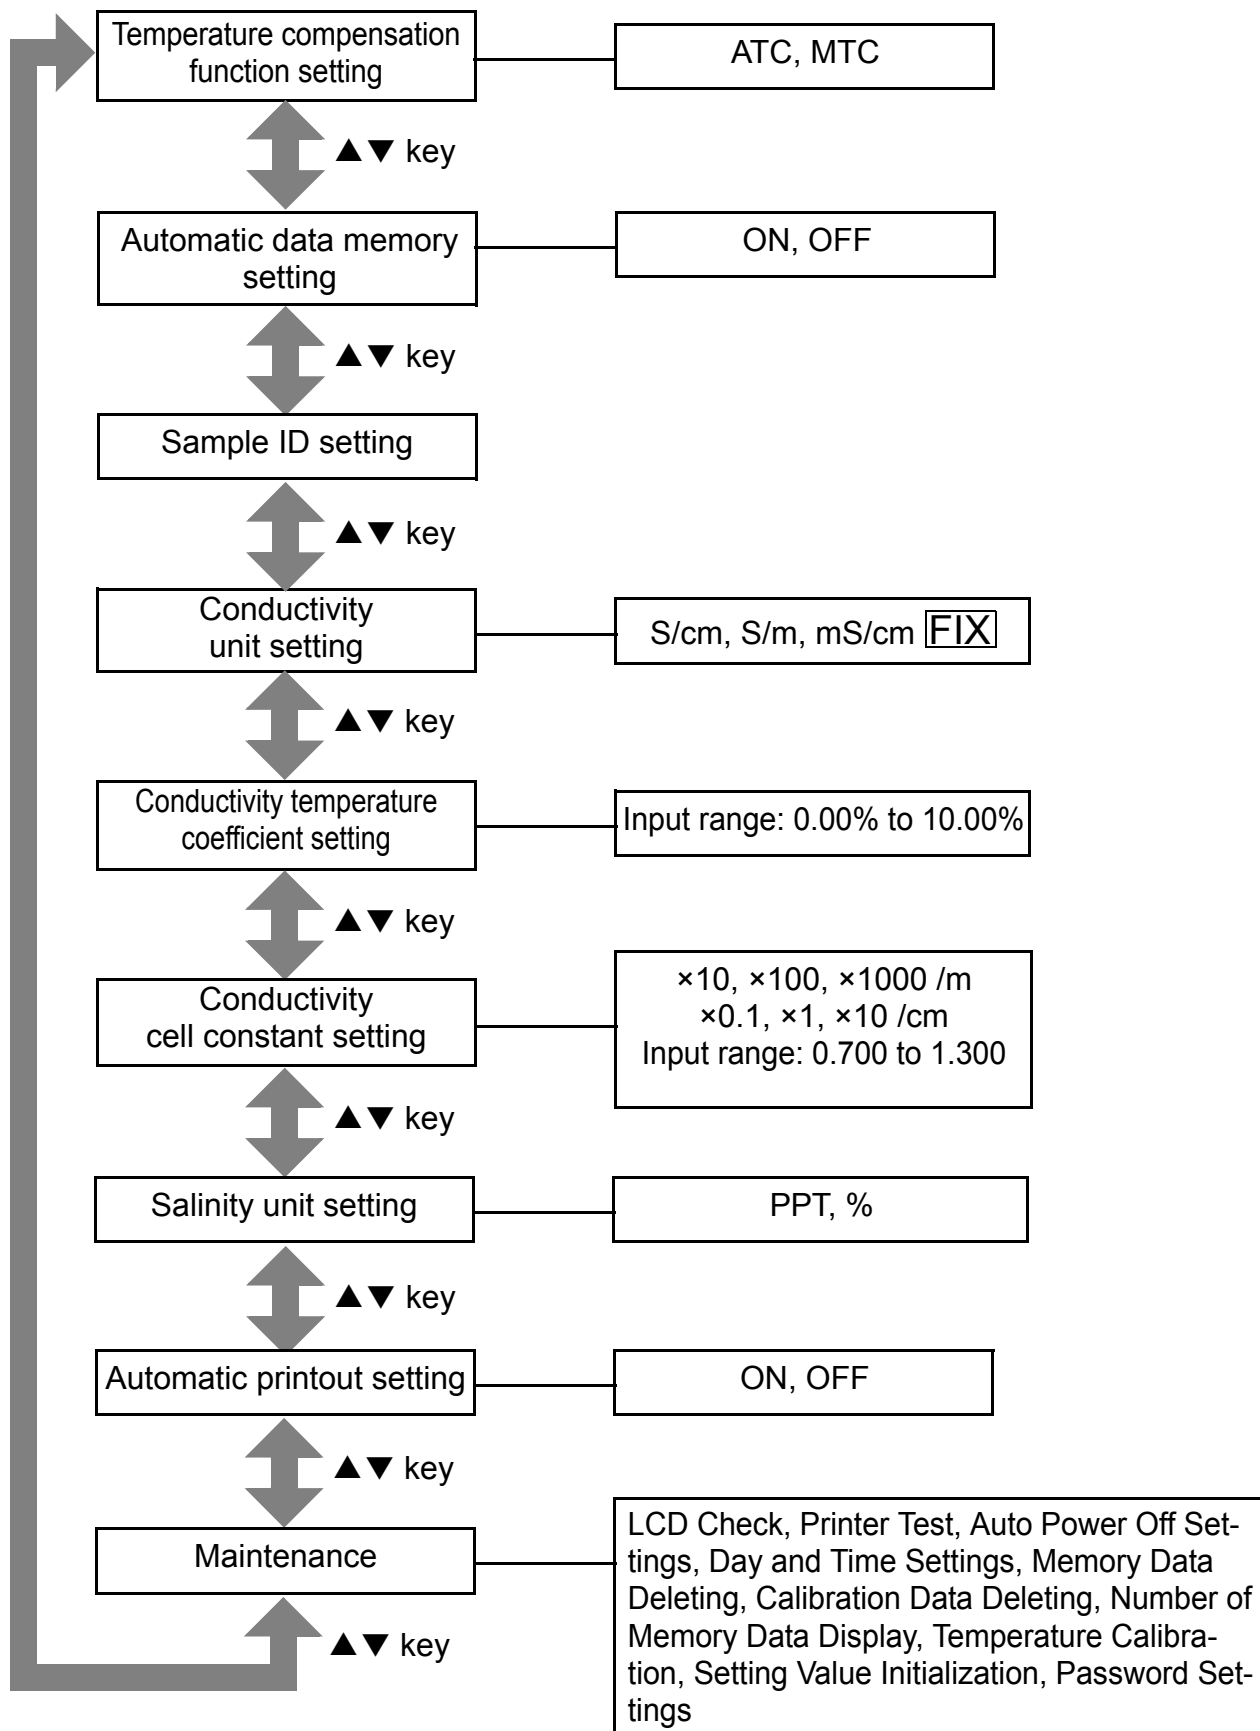 Temperature compensation
function setting
ATC, MTC
▲▼ key
Automatic data memory
setting
ON, OFF
▲▼ key
Sample ID setting
▲▼ key
Conductivity
unit setting
S/cm, S/m, mS/cm FIX
▲▼ key
Conductivity temperature
coefficient setting
Input range: 0.00% to 10.00%
▲▼ key
Conductivity
cell constant setting
×10, ×100, ×1000 /m
×0.1, ×1, ×10 /cm
Input range: 0.700 to 1.300
▲▼ key
Salinity unit setting
PPT, %
▲▼ key
Automatic printout setting
ON, OFF
▲▼ key
Maintenance
LCD Check, Printer Test, Auto Power Off Set-
tings, Day and Time Settings, Memory Data
Deleting, Calibration Data Deleting, Number of
Memory Data Display, Temperature Calibra-
tion, Setting Value Initialization, Password Set-
tings
▲▼ key